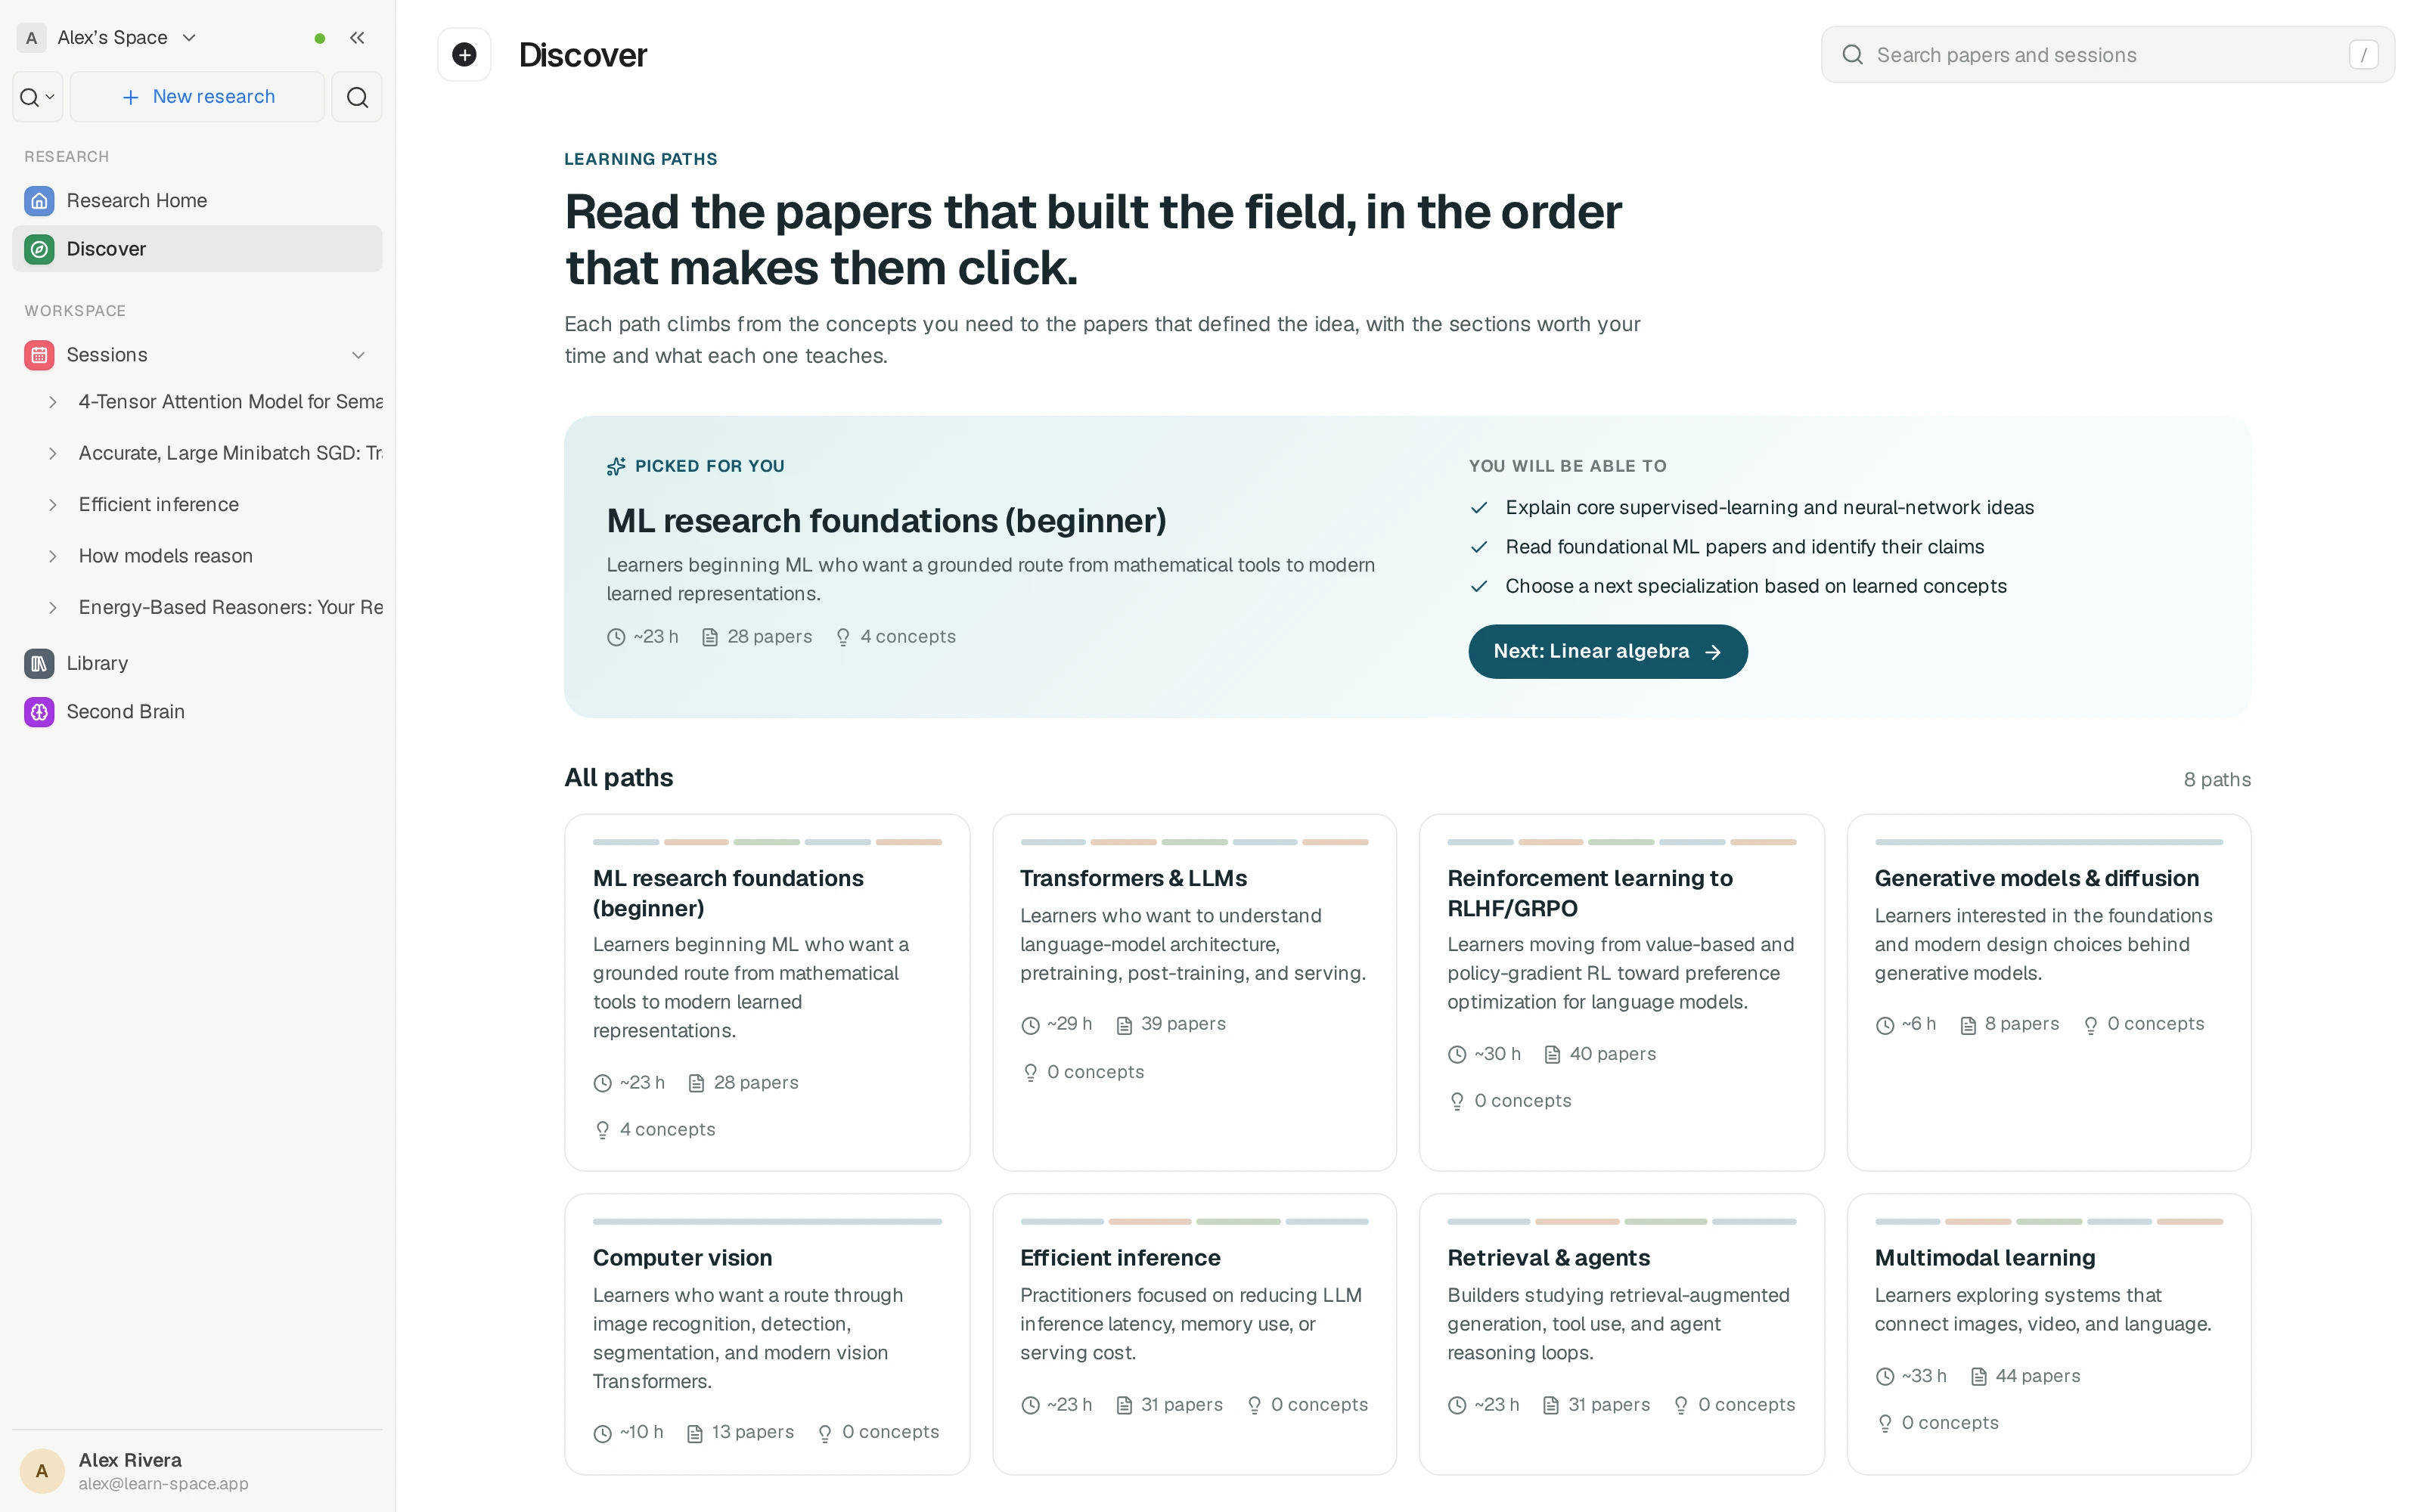 A Alex's Space
New research
RESEARCH
Research Home
Discover
WORKSPACE
Sessions
4-Tensor Attention Model for Sema
Accurate, Large Minibatch SGD: Tr
Efficient inference
How models reason
Energy-Based Reasoners: Your Re
Library
Second Brain
A
Alex Rivera
alex@learn-space.app
Discover
Search papers and sessions /
LEARNING PATHS
Read the papers that built the field, in the order
that makes them click.
Each path climbs from the concepts you need to the papers that defined the idea, with the sections worth your
time and what each one teaches.
PICKED FOR YOU
ML research foundations (beginner)
Learners beginning ML who want a grounded route from mathematical tools to modern
learned representations.
~23 h 28 papers 4 concepts
YOU WILL BE ABLE TO
Explain core supervised-learning and neural-network ideas
Read foundational ML papers and identify their claims
Choose a next specialization based on learned concepts
Next: Linear algebra
All paths
8 paths
ML research foundations
(beginner)
Learners beginning ML who want a
grounded route from mathematical
tools to modern learned
representations.
~23 h 28 papers
4 concepts
Transformers & LLMs
Learners who want to understand
language-model architecture,
pretraining, post-training, and serving.
~29 h 39 papers
0 concepts
Reinforcement learning to
RLHF/GRPO
Learners moving from value-based and
policy-gradient RL toward preference
optimization for language models.
~30 h 40 papers
0 concepts
Generative models & diffusion
Learners interested in the foundations
and modern design choices behind
generative models.
~6 h 8 papers 0 concepts
Computer vision
Learners who want a route through
image recognition, detection,
segmentation, and modern vision
Transformers.
~10 h 13 papers 0 concepts
Efficient inference
Practitioners focused on reducing LLM
inference latency, memory use, or
serving cost.
~23 h 31 papers 0 concepts
Retrieval & agents
Builders studying retrieval-augmented
generation, tool use, and agent
reasoning loops.
~23 h 31 papers 0 concepts
Multimodal learning
Learners exploring systems that
connect images, video, and language.
~33 h 44 papers
0 concepts